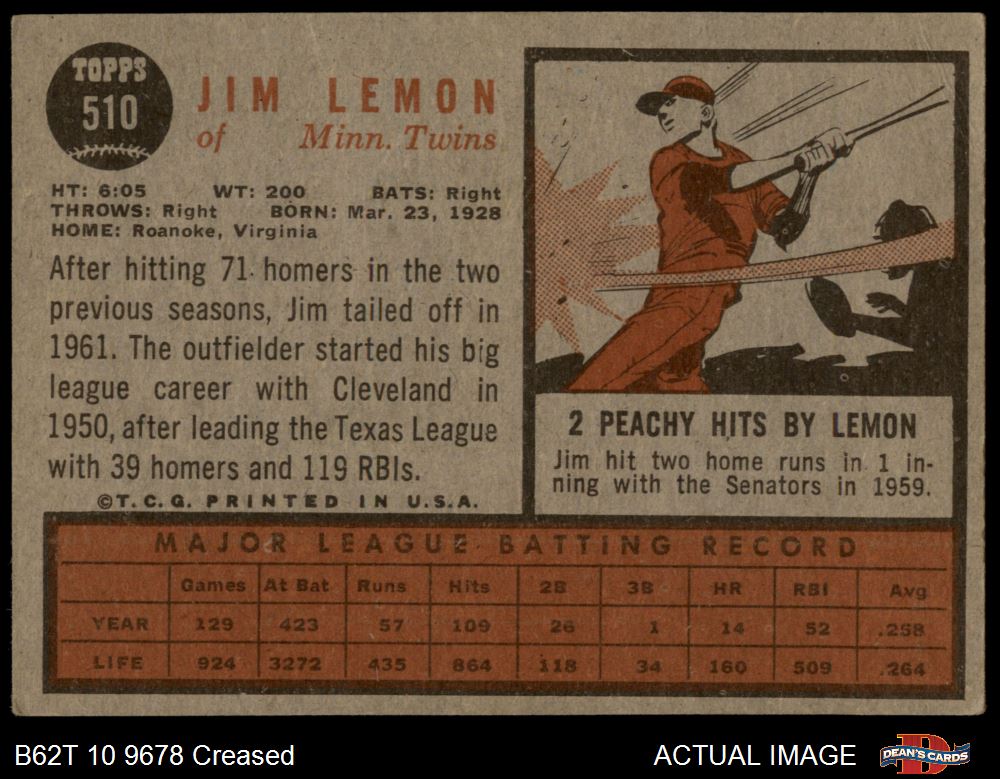 TOPPS
510
JIM LEMON
of Minn. Twins
HT: 6:05 WT: 200 BATS: Right
THROWS: Right BORN: Mar. 23, 1928
HOME: Roanoke, Virginia
After hitting 71 homers in the two
previous seasons, Jim tailed off in
1961. The outfielder started his big
league career with Cleveland in
1950, after leading the Texas League
with 39 homers and 119 RBIs.
©T.C.G. PRINTED IN U.S.A.
2 PEACHY HITS BY LEMON
Jim hit two home runs in 1 in-
ning with the Senators in 1959.
MAJOR LEAGUE BATTING RECORD
Games At Bat Runs Hits 2B 3B HR RBI Avg
YEAR 129 423 57 109 26 1 14 52 .258
LIFE 924 3272 435 864 118 34 160 509 .264
B62T 10 9678 Creased
ACTUAL IMAGE
D
DEAN'S CARDS